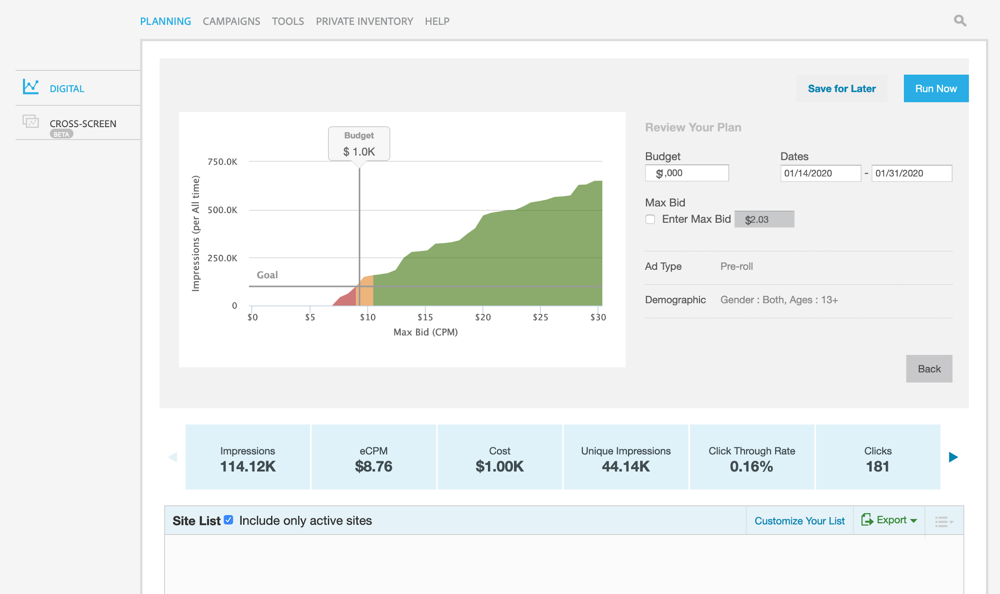 PLANNING CAMPAIGNS TOOLS PRIVATE INVENTORY HELP
DIGITAL
CROSS-SCREEN
BETA
Save for Later
Run Now
Budget
$ 1.0K
750.0K
500.0K
250.0K
0
Impressions (per All time)
Goal
$0 $5 $10 $15 $20 $25 $30
Max Bid (CPM)
Review Your Plan
Budget
$1,000
Dates
01/14/2020 - 01/31/2020
Max Bid
Enter Max Bid $2.03
Ad Type Pre-roll
Demographic Gender : Both, Ages : 13+
Back
Impressions
114.12K
eCPM
$8.76
Cost
$1.00K
Unique Impressions
44.14K
Click Through Rate
0.16%
Clicks
181
Site List Include only active sites
Customize Your List
Export